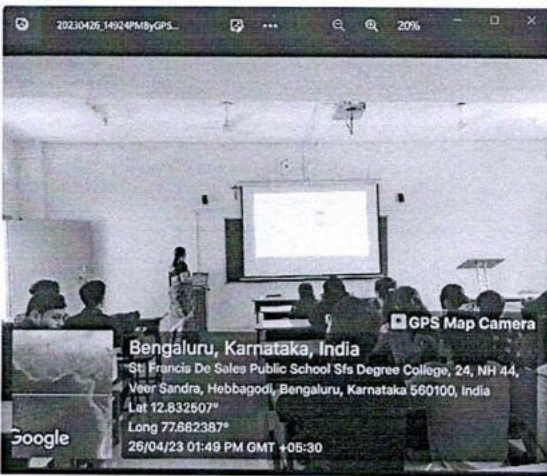 20230426_14924PMByGPS...
20%
GPS Map Camera
Bengaluru, Karnataka, India
St. Francis De Sales Public School Sfs Degree College, 24, NH 44,
Veer Sandra, Hebbagodi, Bengaluru, Karnataka 560100, India
Lat 12.832507°
Long 77.682387°
26/04/23 01:49 PM GMT +05:30
Google